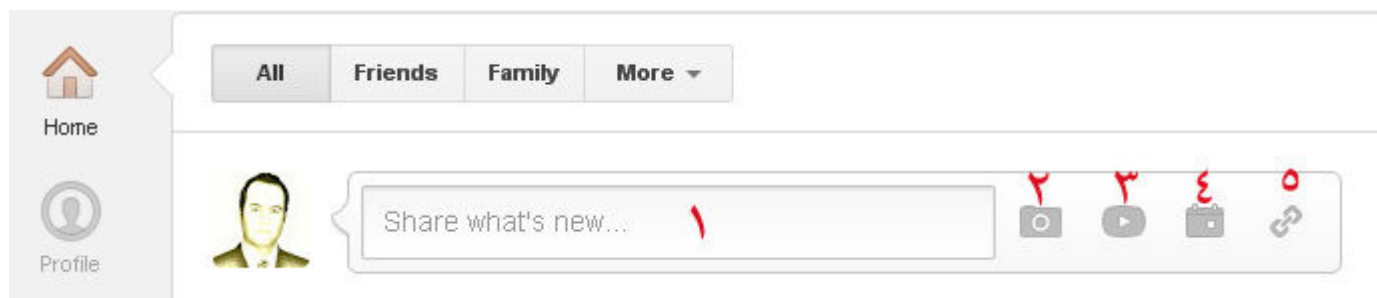 All Friends Family More
Home
٢ ٣ ٤ ٥
Share what's new... ١
Profile